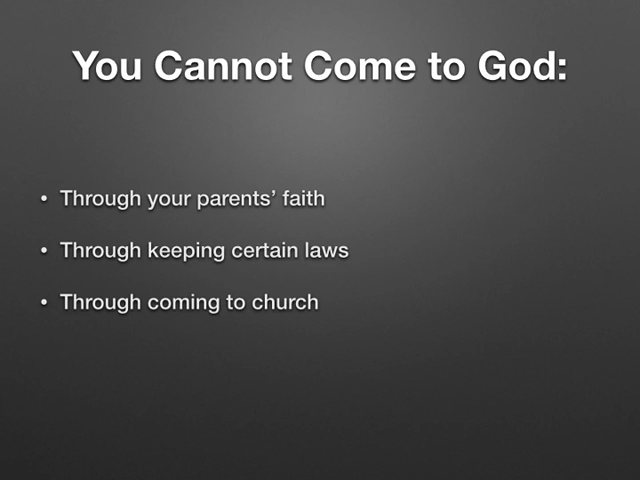 You Cannot Come to God:
• Through your parents’ faith
• Through keeping certain laws
• Through coming to church